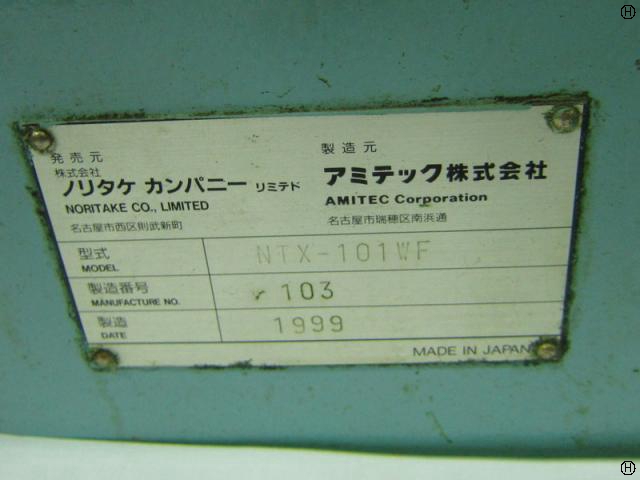 発売元
株式会社
ノリタケ カンパニー リミテド
NORITAKE CO., LIMITED
名古屋市西区則武新町
製造元
アミテック株式会社
AMITEC Corporation
名古屋市瑞穂区南浜通
型式 NTX-101WF
MODEL
製造番号 103
MANUFACTURE NO.
製造 1999
DATE
MADE IN JAPAN
H
H